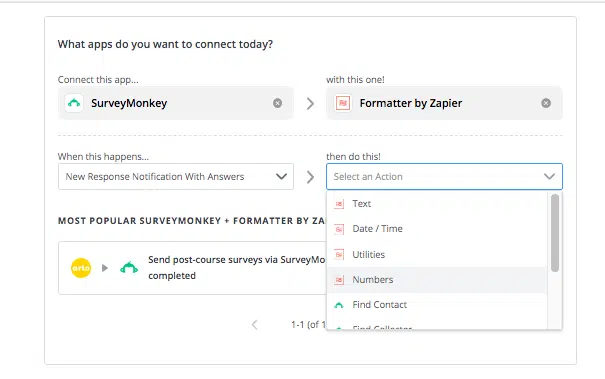 What apps do you want to connect today?
Connect this app...
with this one!
SurveyMonkey
Formatter by Zapier
When this happens...
then do this!
New Response Notification With Answers
Select an Action
Text
Date / Time
Utilities
Numbers
Find Contact
Find Collector
MOST POPULAR SURVEYMONKEY + FORMATTER BY ZA
arlo
Send post-course surveys via SurveyMo
completed
1-1 (of 1